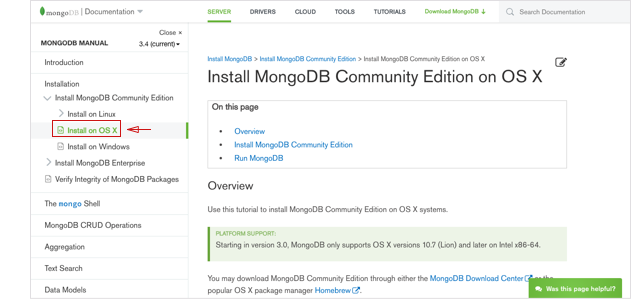 mongoDB | Documentation
SERVER
DRIVERS
CLOUD
TOOLS
TUTORIALS
Download MongoDB
Search Documentation
Close ×
MONGODB MANUAL
3.4 (current)
Introduction
Installation
Install MongoDB Community Edition
Install on Linux
Install on OS X
Install on Windows
Install MongoDB Enterprise
Verify Integrity of MongoDB Packages
The mongo Shell
MongoDB CRUD Operations
Aggregation
Text Search
Data Models
Install MongoDB > Install MongoDB Community Edition > Install MongoDB Community Edition on OS X
Install MongoDB Community Edition on OS X
On this page
• Overview
• Install MongoDB Community Edition
• Run MongoDB
Overview
Use this tutorial to install MongoDB Community Edition on OS X systems.
PLATFORM SUPPORT:
Starting in version 3.0, MongoDB only supports OS X versions 10.7 (Lion) and later on Intel x86-64.
You may download MongoDB Community Edition through either the MongoDB Download Center or the
popular OS X package manager Homebrew.
Was this page helpful?